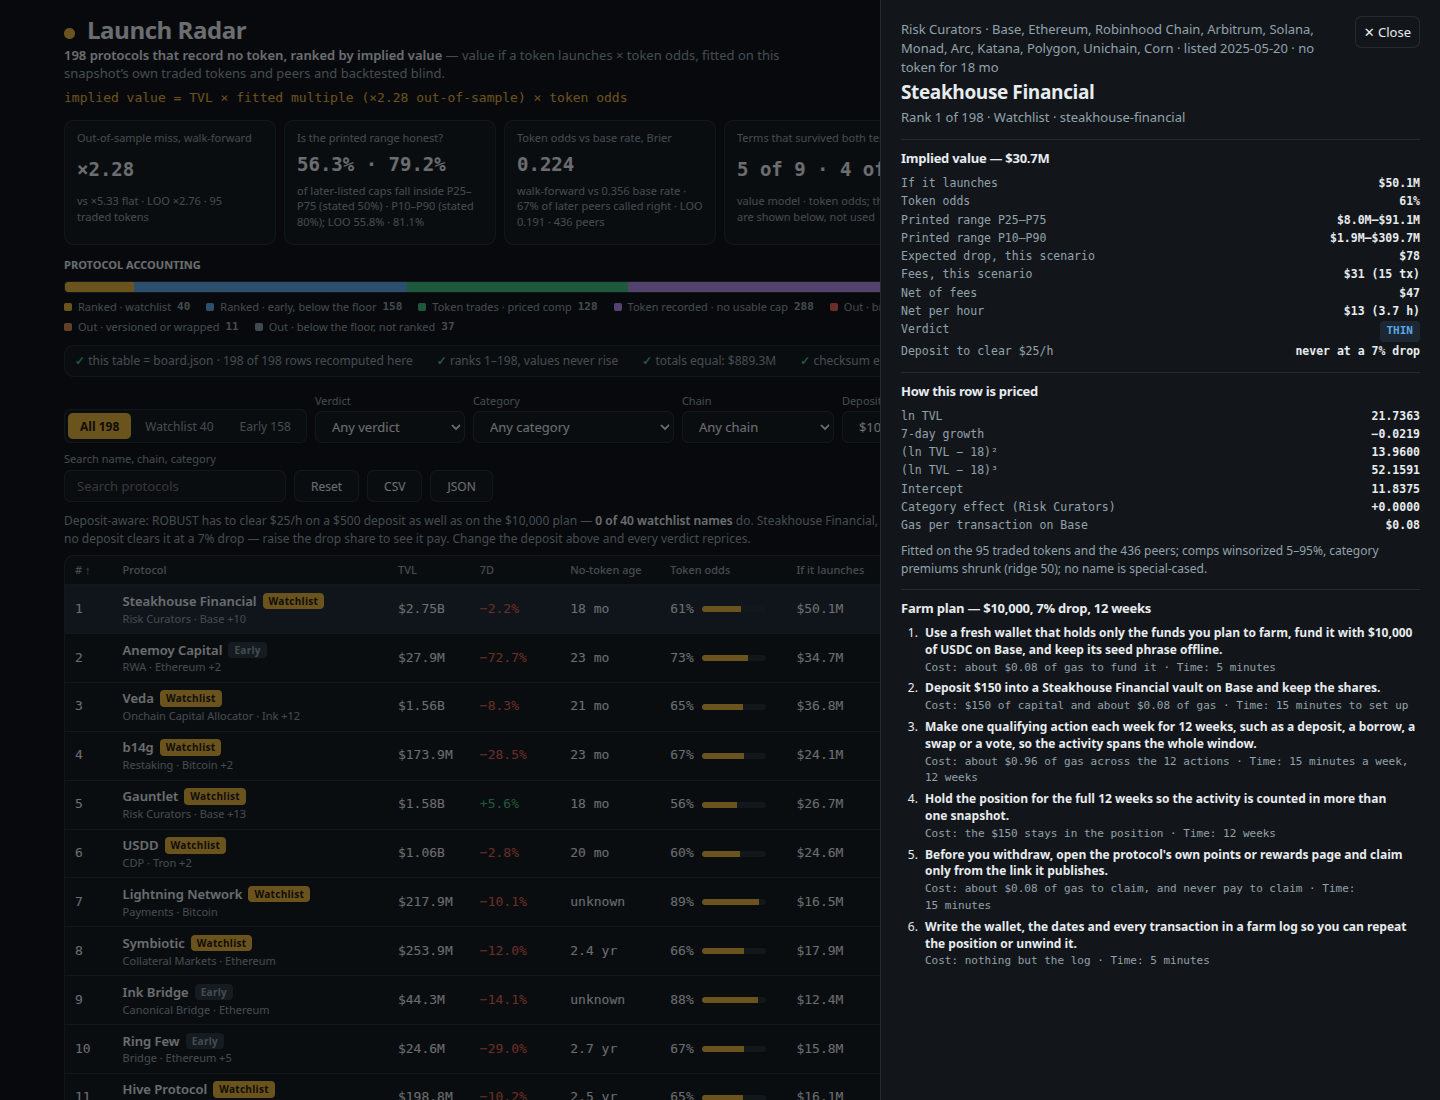 Launch Radar
198 protocols that record no token, ranked by implied value — value if a token launches × token odds, fitted on this
snapshot's own traded tokens and peers and backtested blind.
implied value = TVL × fitted multiple (×2.28 out-of-sample) × token odds
Out-of-sample miss, walk-forward
×2.28
vs ×5.33 flat · LOO ×2.76 · 95
traded tokens
Is the printed range honest?
56.3% · 79.2%
of later-listed caps fall inside P25–
P75 (stated 50%) · P10–P90 (stated
80%); LOO 55.8% · 81.1%
Token odds vs base rate, Brier
0.224
walk-forward vs 0.356 base rate ·
67% of later peers called right · LOO
0.191 · 436 peers
Terms that survived both
5 of 9 · 4 of
value model · token odds;
are shown below, not used
PROTOCOL ACCOUNTING
Ranked · watchlist 40
Ranked · early, below the floor 158
Token trades · priced comp 128
Token recorded · no usable cap 288
Out ·
Out · versioned or wrapped 11
Out · below the floor, not ranked 37
✓ this table = board.json · 198 of 198 rows recomputed here
✓ ranks 1–198, values never rise
✓ totals equal: $889.3M
✓ checksum
All 198
Watchlist 40
Early 158
Verdict
Any verdict
Category
Any category
Chain
Any chain
Deposit
$10
Search name, chain, category
Search protocols
Reset
CSV
JSON
Deposit-aware: ROBUST has to clear $25/h on a $500 deposit as well as on the $10,000 plan — 0 of 40 watchlist names do. Steakhouse Financial,
no deposit clears it at a 7% drop — raise the drop share to see it pay. Change the deposit above and every verdict reprices.
# ↑ Protocol TVL 7D No-token age Token odds If it launches
1 Steakhouse Financial Watchlist $2.75B −2.2% 18 mo 61% $50.1M
Risk Curators · Base +10
2 Anemoy Capital Early $27.9M −72.7% 23 mo 73% $34.7M
RWA · Ethereum +2
3 Veda Watchlist $1.56B −8.3% 21 mo 65% $36.8M
Onchain Capital Allocator · Ink +12
4 b14g Watchlist $173.9M −28.5% 23 mo 67% $24.1M
Restaking · Bitcoin +2
5 Gauntlet Watchlist $1.58B +5.6% 18 mo 56% $26.7M
Risk Curators · Base +13
6 USDD Watchlist $1.06B −2.8% 20 mo 60% $24.6M
CDP · Tron +2
7 Lightning Network Watchlist $217.9M −10.1% unknown 89% $16.5M
Payments · Bitcoin
8 Symbiotic Watchlist $253.9M −12.0% 2.4 yr 66% $17.9M
Collateral Markets · Ethereum
9 Ink Bridge Early $44.3M −14.1% unknown 88% $12.4M
Canonical Bridge · Ethereum
10 Ring Few Early $24.6M −29.0% 2.7 yr 67% $15.8M
Bridge · Ethereum +5
11 Hive Protocol Watchlist $198.8M −10.2% 2.5 yr 65% $16.1M
Risk Curators · Base, Ethereum, Robinhood Chain, Arbitrum, Solana,
Monad, Arc, Katana, Polygon, Unichain, Corn · listed 2025-05-20 · no
token for 18 mo
✕ Close
Steakhouse Financial
Rank 1 of 198 · Watchlist · steakhouse-financial
Implied value — $30.7M
If it launches $50.1M
Token odds 61%
Printed range P25–P75 $8.0M–$91.1M
Printed range P10–P90 $1.9M–$309.7M
Expected drop, this scenario $78
Fees, this scenario $31 (15 tx)
Net of fees $47
Net per hour $13 (3.7 h)
Verdict THIN
Deposit to clear $25/h never at a 7% drop
How this row is priced
ln TVL 21.7363
7-day growth −0.0219
(ln TVL − 18)² 13.9600
(ln TVL − 18)³ 52.1591
Intercept 11.8375
Category effect (Risk Curators) +0.0000
Gas per transaction on Base $0.08
Fitted on the 95 traded tokens and the 436 peers; comps winsorized 5–95%, category
premiums shrunk (ridge 50); no name is special-cased.
Farm plan — $10,000, 7% drop, 12 weeks
1. Use a fresh wallet that holds only the funds you plan to farm, fund it with $10,000
of USDC on Base, and keep its seed phrase offline.
Cost: about $0.08 of gas to fund it · Time: 5 minutes
2. Deposit $150 into a Steakhouse Financial vault on Base and keep the shares.
Cost: $150 of capital and about $0.08 of gas · Time: 15 minutes to set up
3. Make one qualifying action each week for 12 weeks, such as a deposit, a borrow, a
swap or a vote, so the activity spans the whole window.
Cost: about $0.96 of gas across the 12 actions · Time: 15 minutes a week,
12 weeks
4. Hold the position for the full 12 weeks so the activity is counted in more than
one snapshot.
Cost: the $150 stays in the position · Time: 12 weeks
5. Before you withdraw, open the protocol's own points or rewards page and claim
only from the link it publishes.
Cost: about $0.08 of gas to claim, and never pay to claim · Time:
15 minutes
6. Write the wallet, the dates and every transaction in a farm log so you can repeat
the position or unwind it.
Cost: nothing but the log · Time: 5 minutes